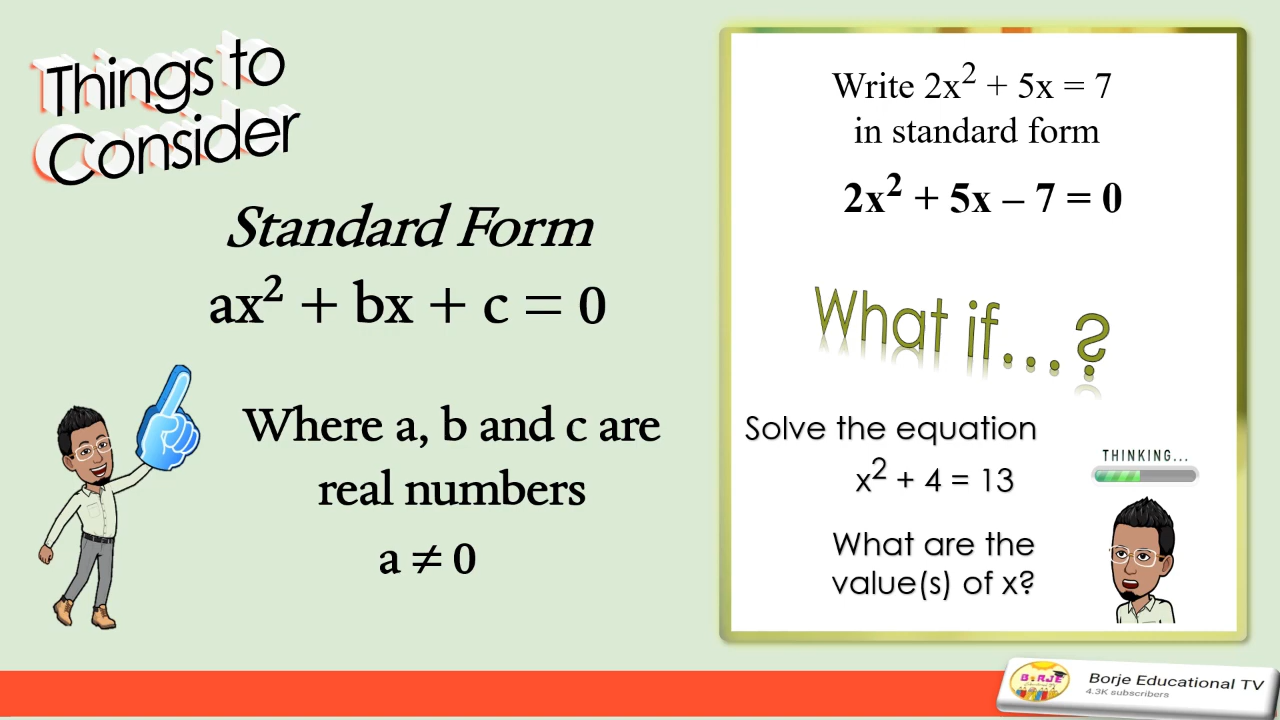 Things to
Consider
Standard Form
ax² + bx + c = 0
Where a, b and c are
real numbers
a ≠ 0
Write 2x² + 5x = 7
in standard form
2x² + 5x – 7 = 0
What if...?
Solve the equation
x² + 4 = 13
THINKING...
What are the
value(s) of x?
BORJE
Borje Educational TV
4.3K subscribers